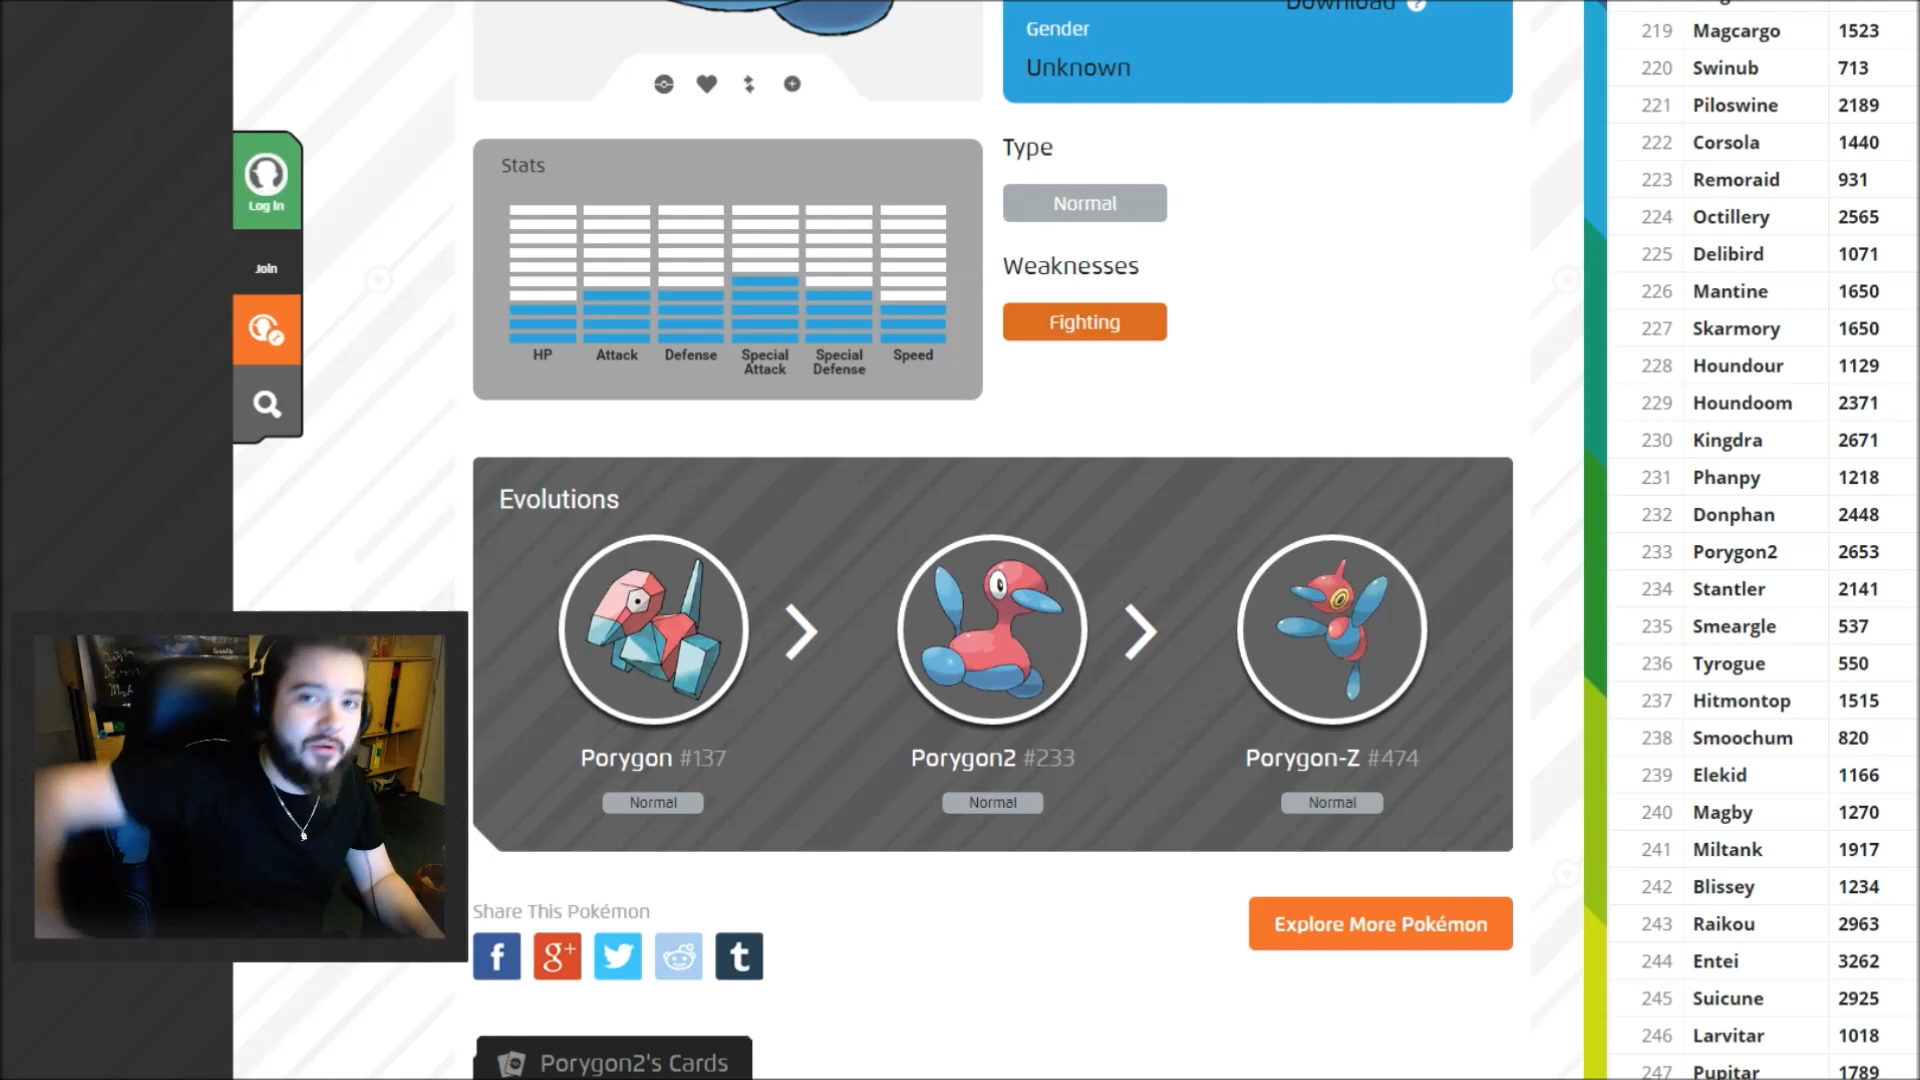 Download ?
Gender
Unknown
Log In
Join
Stats
HP Attack Defense Special Attack Special Defense Speed
Type
Normal
Weaknesses
Fighting
Evolutions
Porygon #137
Normal
Porygon2 #233
Normal
Porygon-Z #474
Normal
Share This Pokémon
f g+ t
Explore More Pokémon
Porygon2's Cards
219 Magcargo 1523
220 Swinub 713
221 Piloswine 2189
222 Corsola 1440
223 Remoraid 931
224 Octillery 2565
225 Delibird 1071
226 Mantine 1650
227 Skarmory 1650
228 Houndour 1129
229 Houndoom 2371
230 Kingdra 2671
231 Phanpy 1218
232 Donphan 2448
233 Porygon2 2653
234 Stantler 2141
235 Smeargle 537
236 Tyrogue 550
237 Hitmontop 1515
238 Smoochum 820
239 Elekid 1166
240 Magby 1270
241 Miltank 1917
242 Blissey 1234
243 Raikou 2963
244 Entei 3262
245 Suicune 2925
246 Larvitar 1018
247 Pupitar 1789